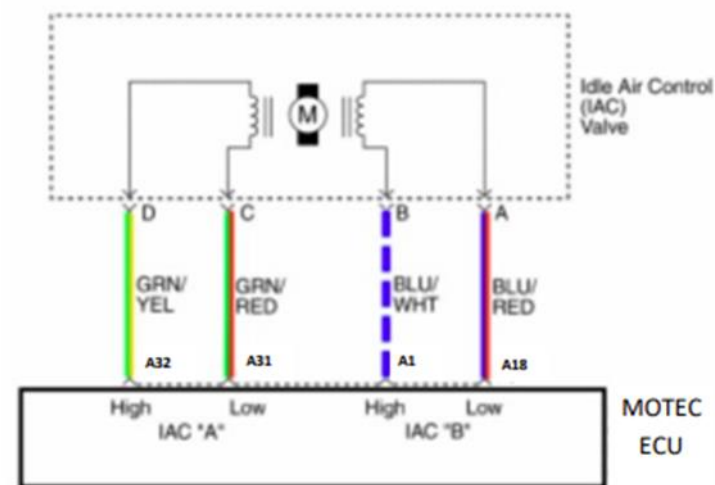 Idle Air Control
(IAC)
Valve
M
D
C
B
A
GRN/
YEL
GRN/
RED
BLU/
WHT
BLU/
RED
A32
A31
A1
A18
High
Low
High
Low
IAC "A"
IAC "B"
MOTEC
ECU